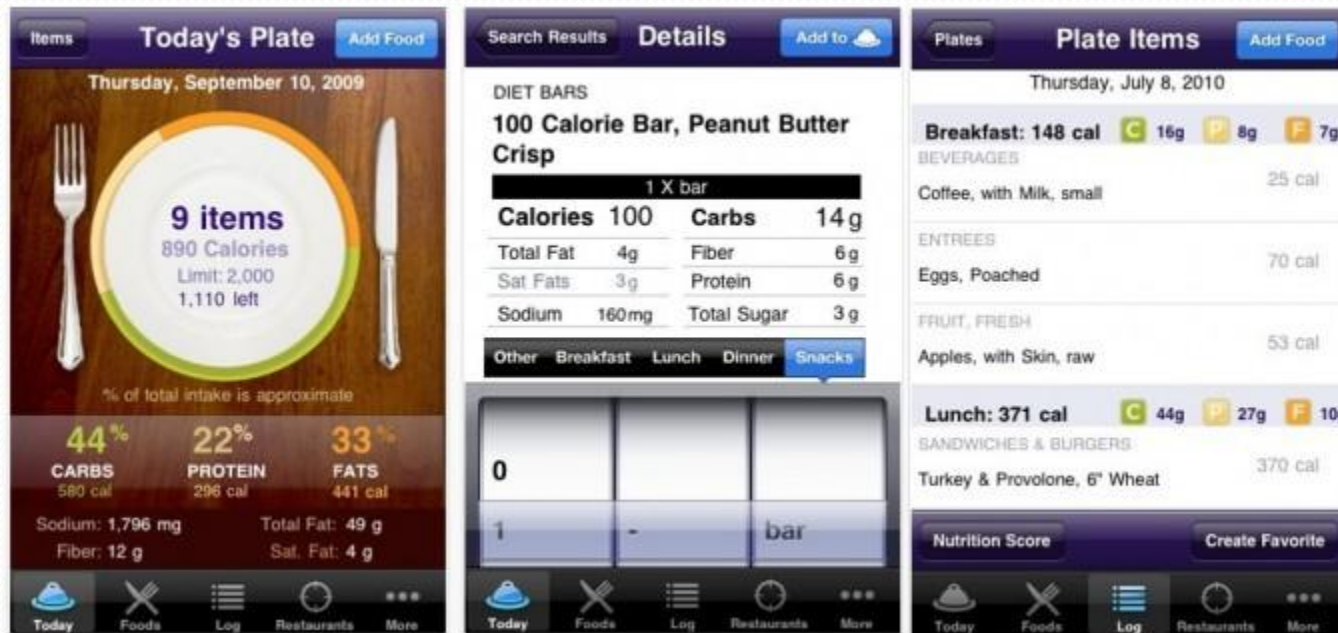 Items
Today's Plate
Add Food
Thursday, September 10, 2009
9 items
890 Calories
Limit: 2,000
1,110 left
% of total intake is approximate
44% 22% 33%
CARBS PROTEIN FATS
580 cal 296 cal 441 cal
Sodium: 1,796 mg Total Fat: 49 g
Fiber: 12 g Sat. Fat: 4 g
Today Foods Log Restaurants More
Search Results
Details
Add to
DIET BARS
100 Calorie Bar, Peanut Butter
Crisp
1 X bar
Calories 100 Carbs 14 g
Total Fat 4g Fiber 6 g
Sat Fats 3g Protein 6 g
Sodium 160mg Total Sugar 3 g
Other Breakfast Lunch Dinner Snacks
0
1 - bar
Today Foods Log Restaurants More
Plates
Plate Items
Add Food
Thursday, July 8, 2010
Breakfast: 148 cal C 16g P 8g F 7g
BEVERAGES
Coffee, with Milk, small 25 cal
ENTREES
Eggs, Poached 70 cal
FRUIT, FRESH
Apples, with Skin, raw 53 cal
Lunch: 371 cal C 44g P 27g F 10
SANDWICHES & BURGERS
Turkey & Provolone, 6" Wheat 370 cal
Nutrition Score Create Favorite
Today Foods Log Restaurants More